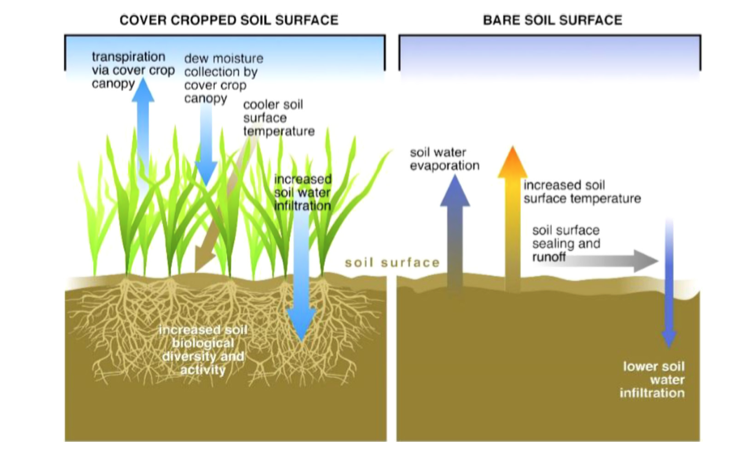 COVER CROPPED SOIL SURFACE
transpiration
via cover crop
canopy
dew moisture
collection by
cover crop
canopy
cooler soil
surface
temperature
increased
soil water
infiltration
increased soil
biological
diversity and
activity
soil surface
BARE SOIL SURFACE
soil water
evaporation
increased soil
surface temperature
soil surface
sealing and
runoff
lower soil
water
infiltration